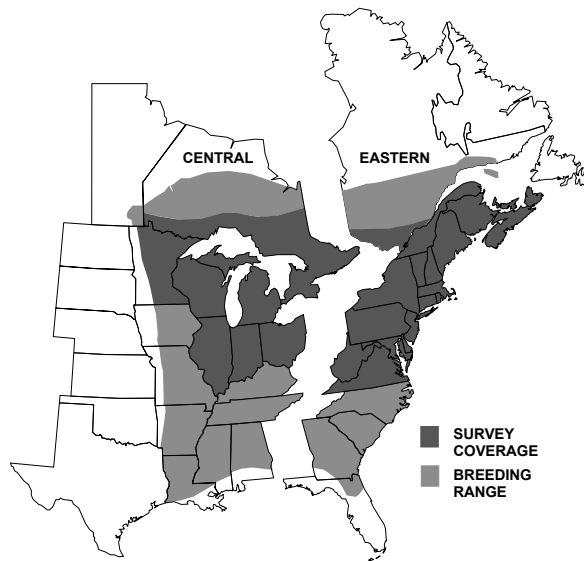 CENTRAL
EASTERN
SURVEY
COVERAGE
BREEDING
RANGE